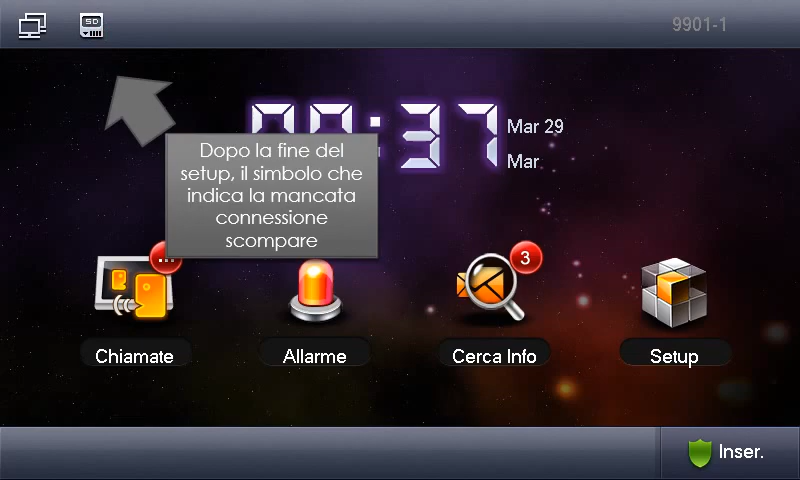 SD
9901-1
:37
Mar 29
Mar
Dopo la fine del
setup, il simbolo che
indica la mancata
connessione
scompare
...
3
Chiamate
Allarme
Cerca Info
Setup
Inser.